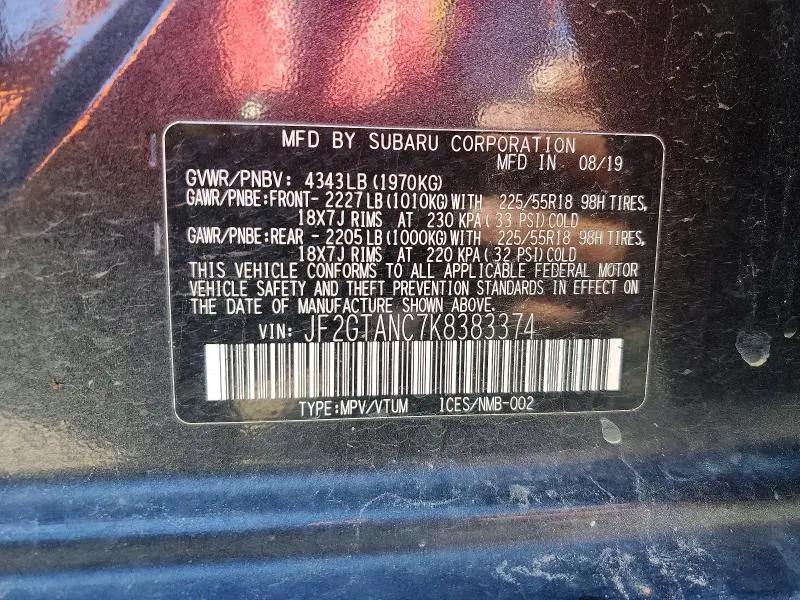 MFD BY SUBARU CORPORATION
MFD IN 08/19
GVWR/PNBV: 4343LB (1970KG)
GAWR/PNBE:FRONT- 2227LB (1010KG)WITH 225/55R18 98H TIRES,
18X7J RIMS AT 230 KPA( 33 PSI)COLD
GAWR/PNBE:REAR - 2205LB (1000KG)WITH 225/55R18 98H TIRES,
18X7J RIMS AT 220 KPA( 32 PSI)COLD
THIS VEHICLE CONFORMS TO ALL APPLICABLE FEDERAL MOTOR
VEHICLE SAFETY AND THEFT PREVENTION STANDARDS IN EFFECT ON
THE DATE OF MANUFACTURE SHOWN ABOVE.
VIN: JF2GTANC7K8383374
TYPE:MPV/VTUM ICES/NMB-002